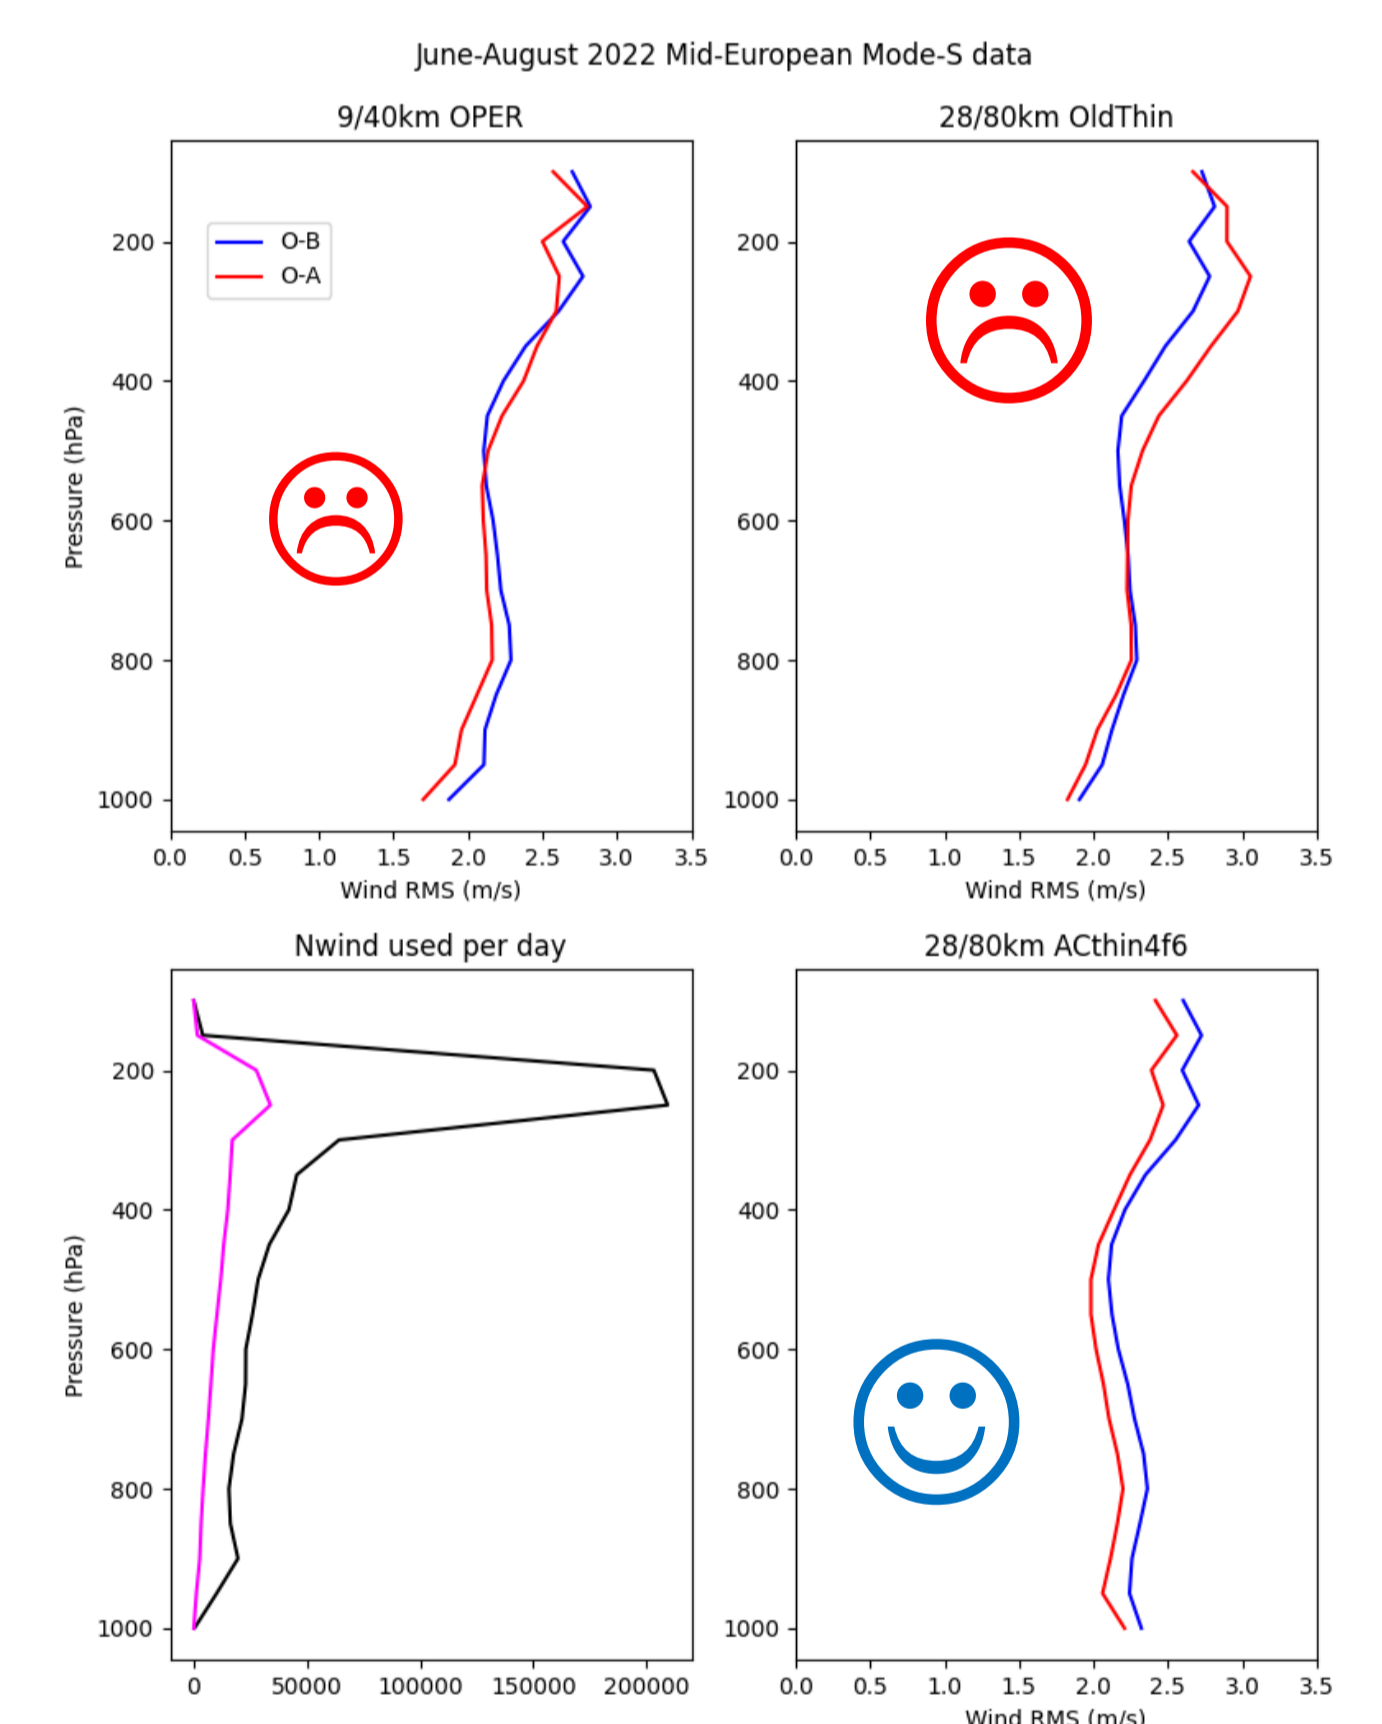 June-August 2022 Mid-European Mode-S data
9/40km OPER
28/80km OldThin
O-B
O-A
200
400
600
800
1000
Pressure (hPa)
0.0 0.5 1.0 1.5 2.0 2.5 3.0 3.5
Wind RMS (m/s)
200
400
600
800
1000
0.0 0.5 1.0 1.5 2.0 2.5 3.0 3.5
Wind RMS (m/s)
Nwind used per day
28/80km ACthin4f6
200
400
600
800
1000
Pressure (hPa)
0 50000 100000 150000 200000
200
400
600
800
1000
0.0 0.5 1.0 1.5 2.0 2.5 3.0 3.5
Wind RMS (m/s)